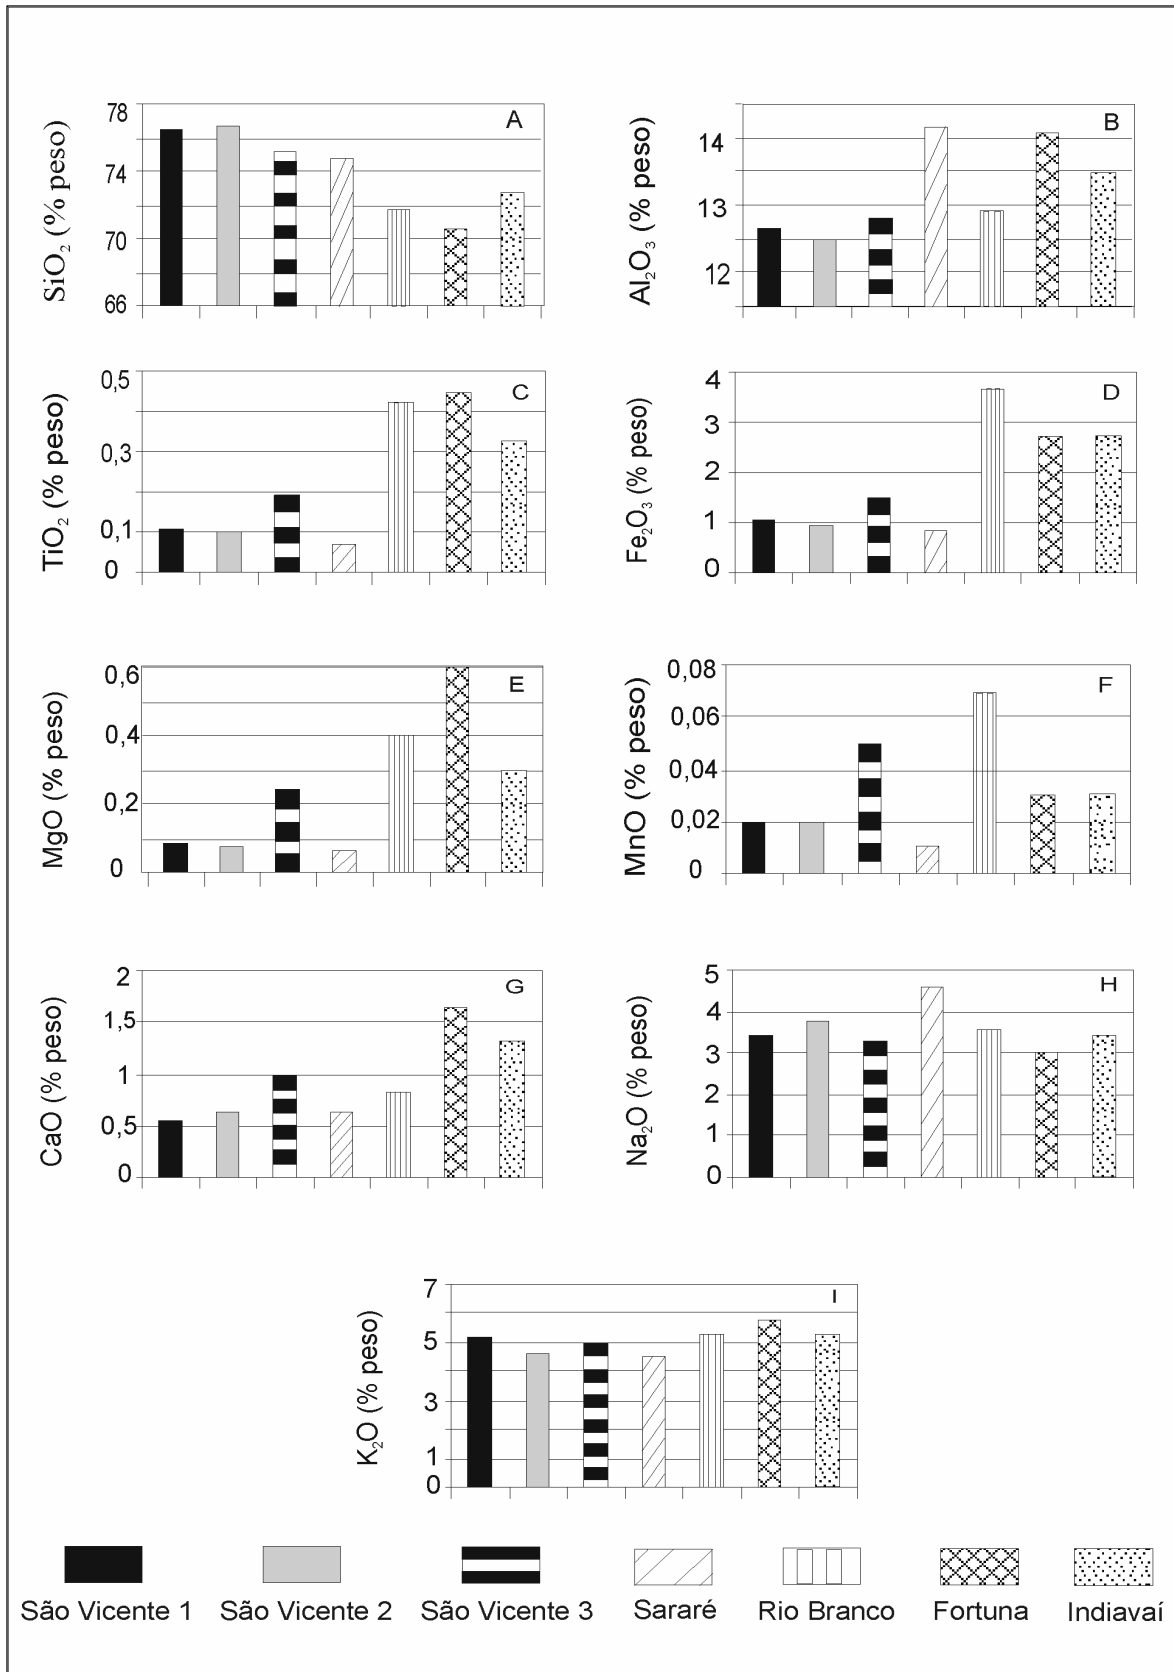 A
SiO₂ (% peso)
78
74
70
66
B
Al₂O₃ (% peso)
14
13
12
C
TiO₂ (% peso)
0,5
0,3
0,1
0
D
Fe₂O₃ (% peso)
4
3
2
1
0
E
MgO (% peso)
0,6
0,4
0,2
0
F
MnO (% peso)
0,08
0,06
0,04
0,02
0
G
CaO (% peso)
2
1,5
1
0,5
0
H
Na₂O (% peso)
5
4
3
2
1
0
I
K₂O (% peso)
7
5
3
1
0
São Vicente 1 São Vicente 2 São Vicente 3 Sararé Rio Branco Fortuna Indiavaí